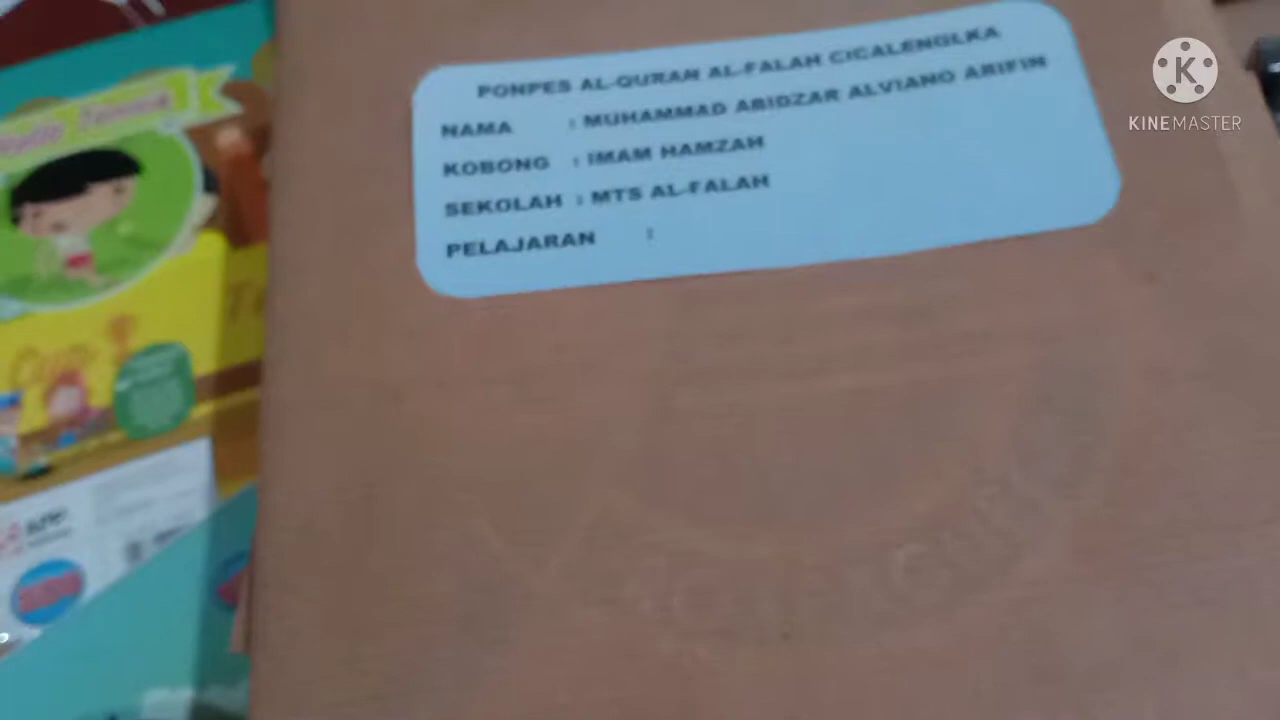 PONPES AL-QURAN AL-FALAH CICALENGLKA
NAMA : MUHAMMAD ABIDZAR ALVIANO ARIFIN
KOBONG : IMAM HAMZAH
SEKOLAH : MTS AL-FALAH
PELAJARAN :
KINEMASTER